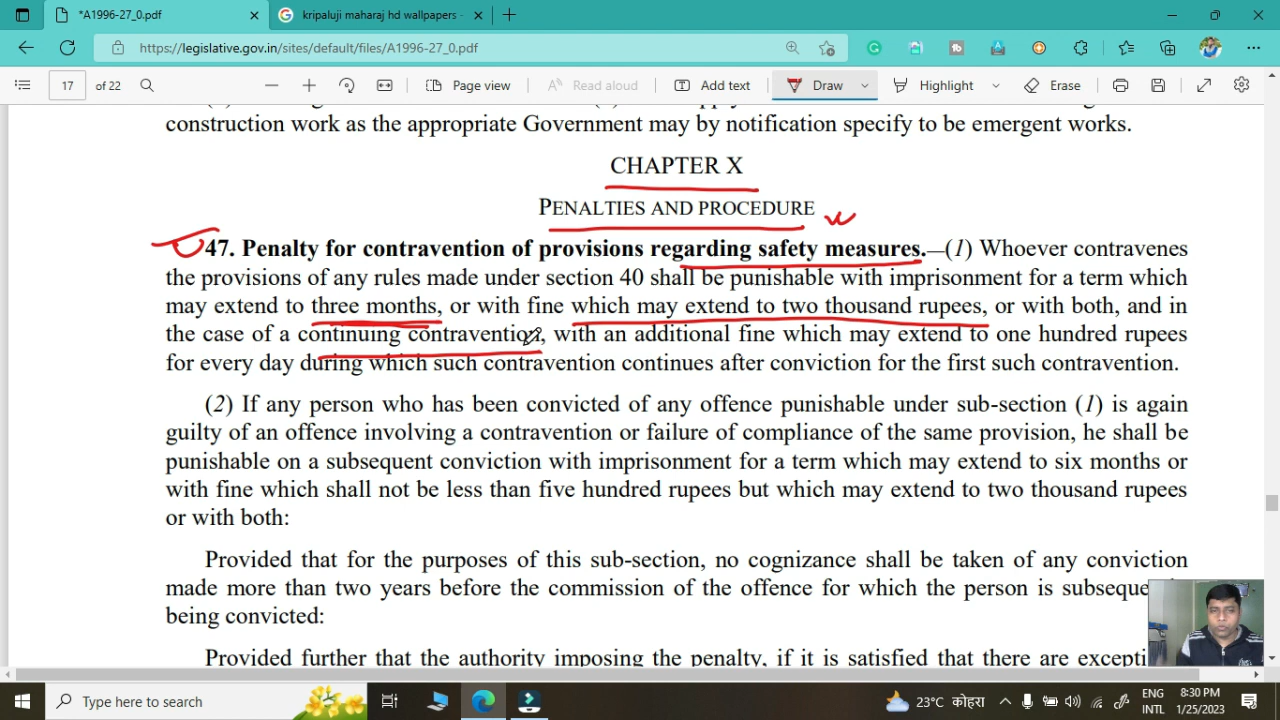 *A1996-27_0.pdf
kripaluji maharaj hd wallpapers -
https://legislative.gov.in/sites/default/files/A1996-27_0.pdf
17 of 22
Page view
Read aloud
Add text
Draw
Highlight
Erase
construction work as the appropriate Government may by notification specify to be emergent works.
CHAPTER X
PENALTIES AND PROCEDURE
47. Penalty for contravention of provisions regarding safety measures.—(1) Whoever contravenes
the provisions of any rules made under section 40 shall be punishable with imprisonment for a term which
may extend to three months, or with fine which may extend to two thousand rupees, or with both, and in
the case of a continuing contravention, with an additional fine which may extend to one hundred rupees
for every day during which such contravention continues after conviction for the first such contravention.
(2) If any person who has been convicted of any offence punishable under sub-section (1) is again
guilty of an offence involving a contravention or failure of compliance of the same provision, he shall be
punishable on a subsequent conviction with imprisonment for a term which may extend to six months or
with fine which shall not be less than five hundred rupees but which may extend to two thousand rupees
or with both:
Provided that for the purposes of this sub-section, no cognizance shall be taken of any conviction
made more than two years before the commission of the offence for which the person is
being convicted:
Provided further that the authority imposing the penalty, if it is satisfied that there are
Type here to search
23°C कोहरा
ENG
INTL
8:30 PM
1/25/2023